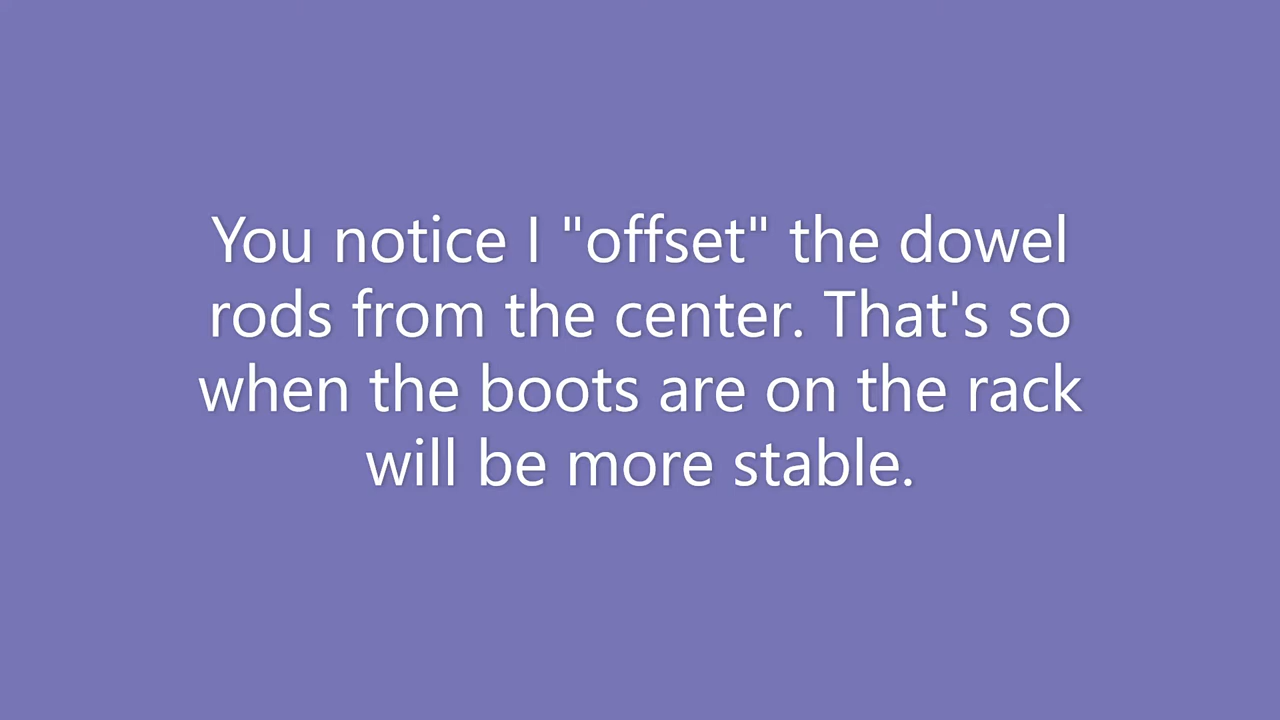 You notice I "offset" the dowel
rods from the center. That's so
when the boots are on the rack
will be more stable.